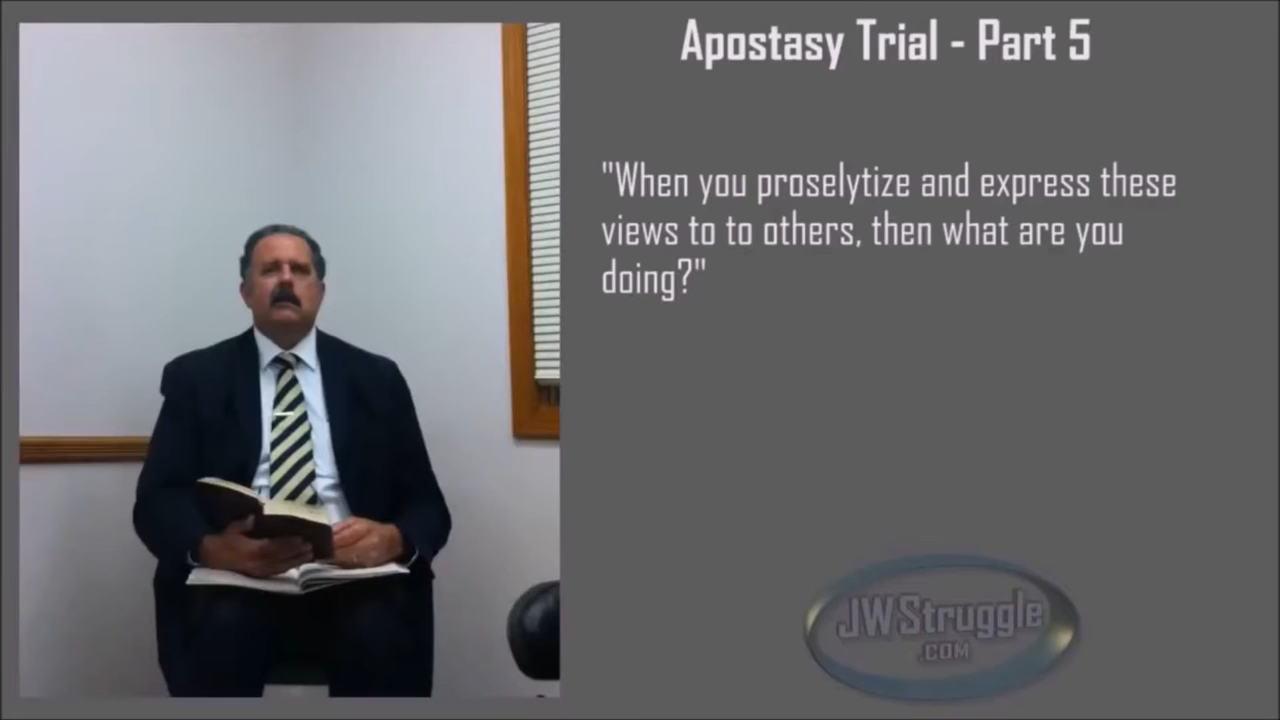 Apostasy Trial - Part 5
"When you proselytize and express these
views to to others, then what are you
doing?"
JWStruggle
.COM